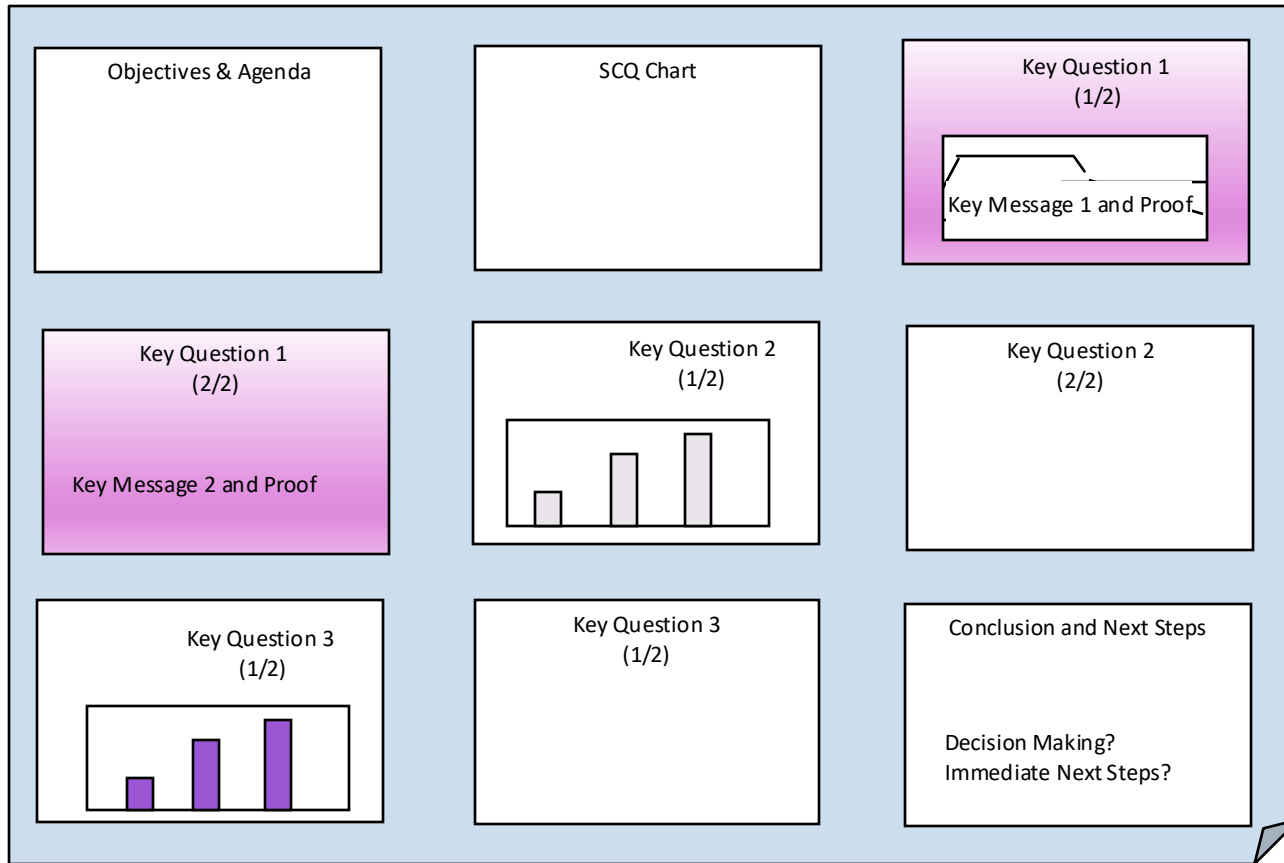 Objectives & Agenda
SCQ Chart
Key Question 1
(1/2)
Key Message 1 and Proof
Key Question 1
(2/2)
Key Message 2 and Proof
Key Question 2
(1/2)
Key Question 2
(2/2)
Key Question 3
(1/2)
Key Question 3
(1/2)
Conclusion and Next Steps
Decision Making?
Immediate Next Steps?